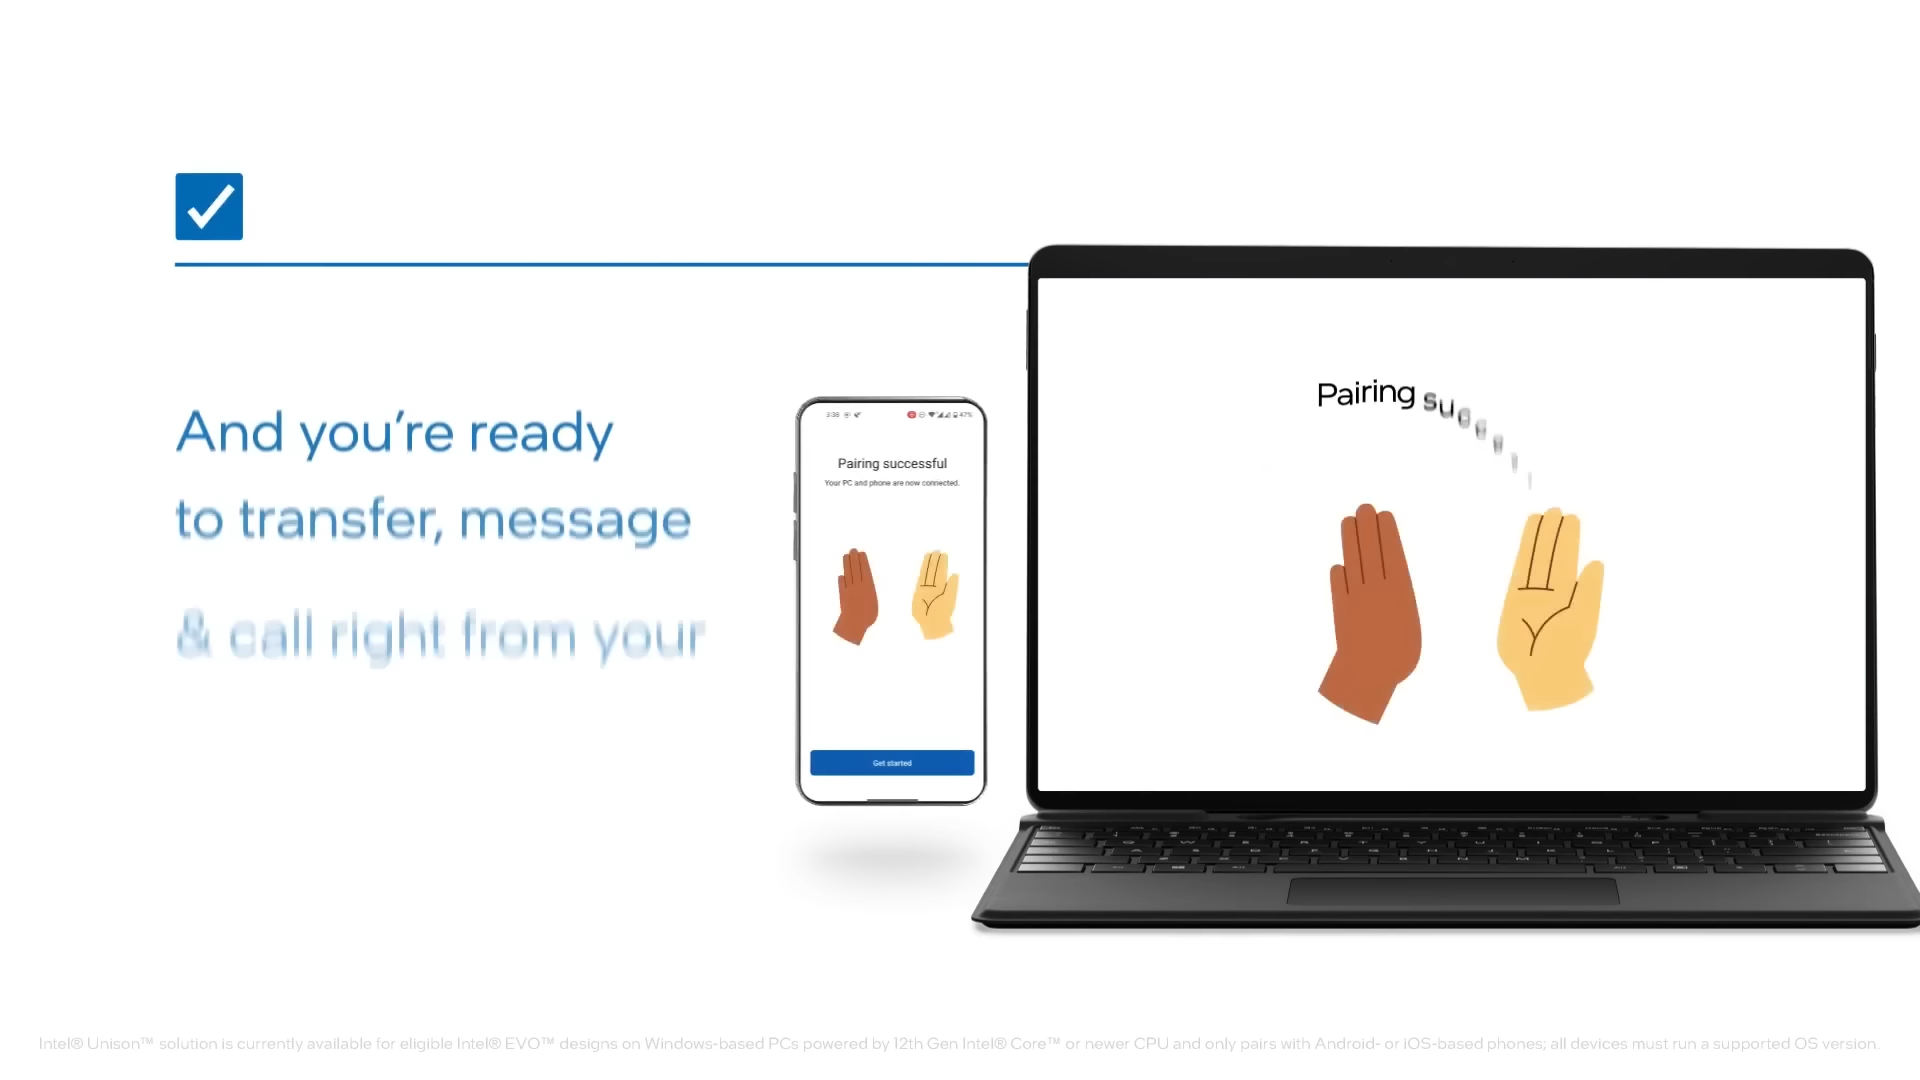 And you're ready
to transfer, message
& call right from your
3:36
47%
Pairing successful
Your PC and phone are now connected.
Get started
Pairing
Intel® Unison™ solution is currently available for eligible Intel® EVO™ designs on Windows-based PCs powered by 12th Gen Intel® Core™ or newer CPU and only pairs with Android- or iOS-based phones; all devices must run a supported OS version.